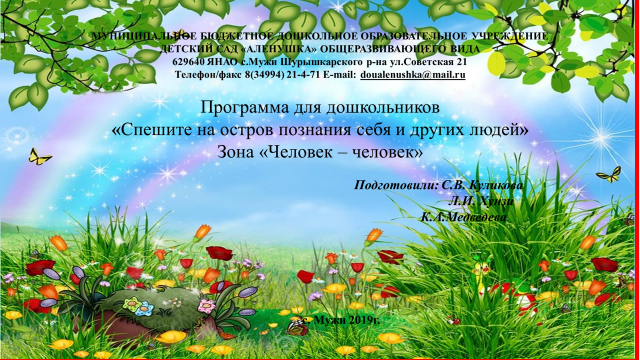 МУНИЦИПАЛЬНОЕ БЮДЖЕТНОЕ ДОШКОЛЬНОЕ ОБРАЗОВАТЕЛЬНОЕ УЧРЕЖДЕНИЕ
ДЕТСКИЙ САД «АЛЕНУШКА» ОБЩЕРАЗВИВАЮЩЕГО ВИДА
629640 ЯНАО с.Мужи Шурышкарского р-на ул.Советская 21
Телефон/факс 8(34994) 21-4-71 E-mail: doualenushka@mail.ru
Программа для дошкольников
«Спешите на остров познания себя и других людей»
Зона «Человек – человек»
Подготовили: С.В. Куликова
Л.И. Хунзи
К.А.Медведева
с. Мужи 2019г.